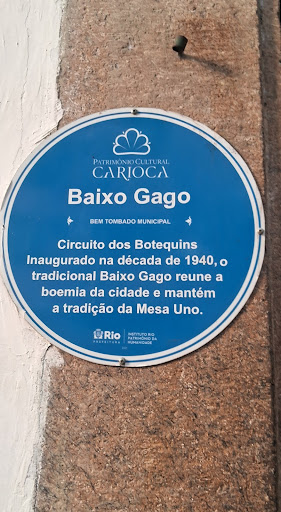 PATRIMÔNIO CULTURAL
CARIOCA
Baixo Gago
BEM TOMBADO MUNICIPAL
Circuito dos Botequins
Inaugurado na década de 1940, o
tradicional Baixo Gago reune a
boemia da cidade e mantém
a tradição da Mesa Uno.
Rio
PREFEITURA
INSTITUTO RIO
PATRIMÔNIO DA
HUMANIDADE